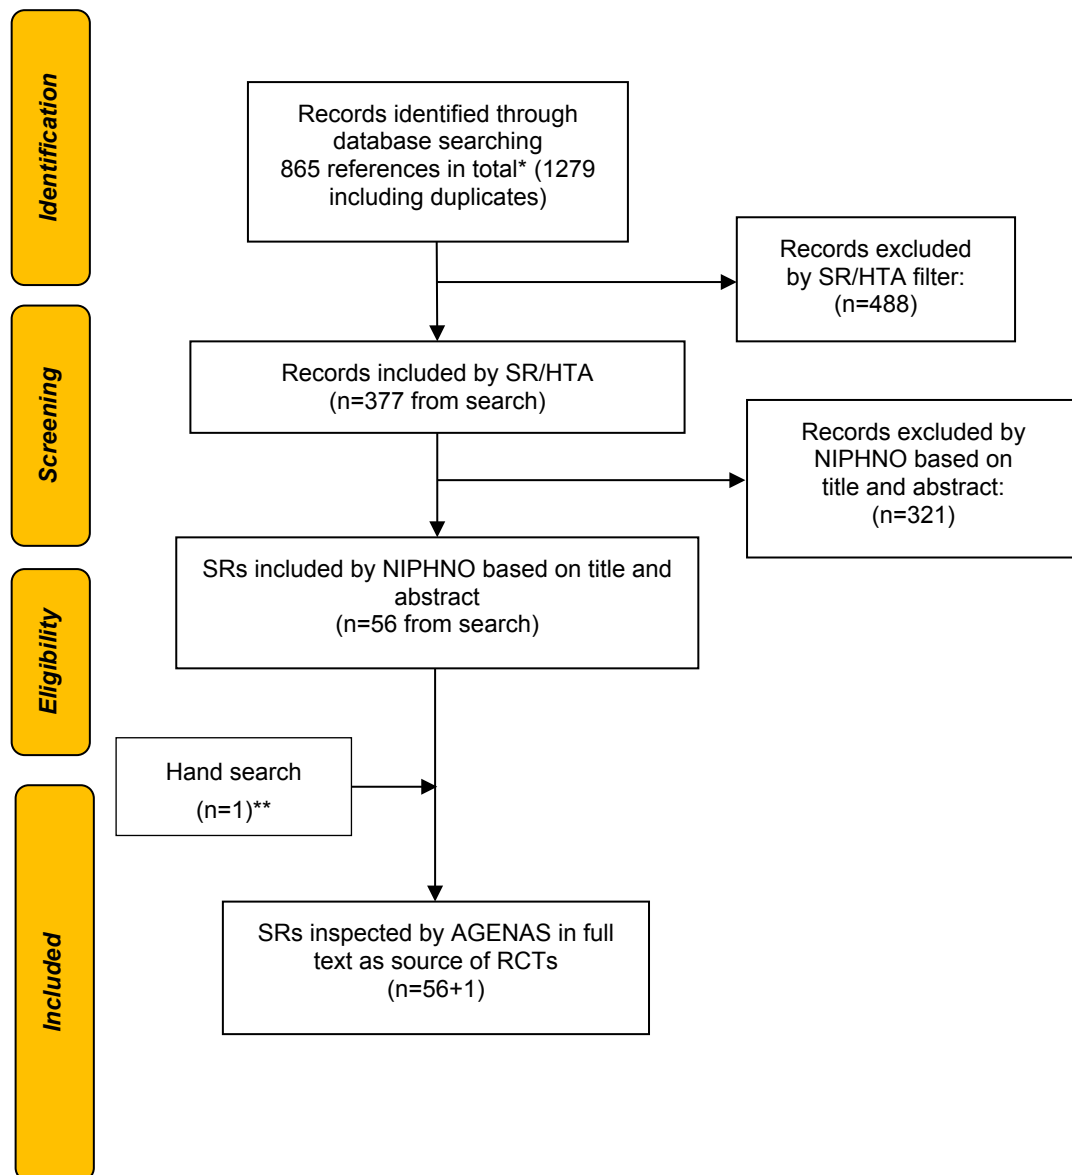 Identification
Records identified through
database searching
865 references in total* (1279
including duplicates)
Records excluded
by SR/HTA filter:
(n=488)
Screening
Records included by SR/HTA
(n=377 from search)
Records excluded by
NIPHNO based on
title and abstract:
(n=321)
Eligibility
SRs included by NIPHNO based on title and
abstract
(n=56 from search)
Hand search
(n=1)**
Included
SRs inspected by AGENAS in full
text as source of RCTs
(n=56+1)